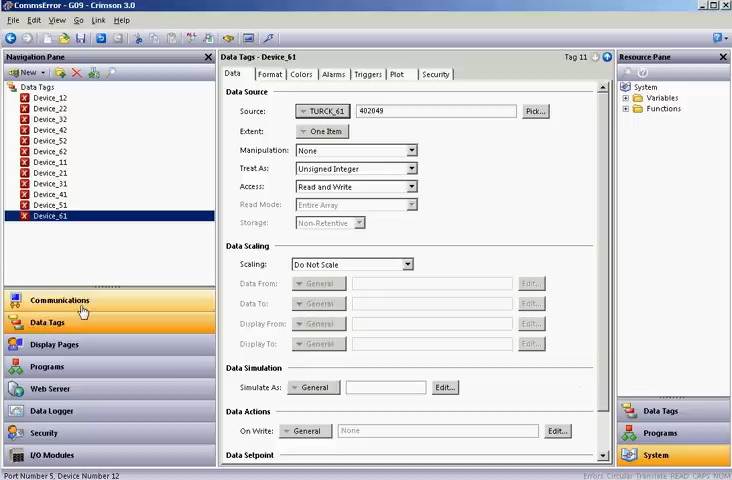 CommsError - G09 - Crimson 3.0
File Edit View Go Link Help
Navigation Pane
New
Data Tags
Device_12
Device_22
Device_32
Device_42
Device_52
Device_62
Device_11
Device_21
Device_31
Device_41
Device_51
Device_61
Communications
Data Tags
Display Pages
Programs
Web Server
Data Logger
Security
I/O Modules
Data Tags - Device_61
Tag 11
Data Format Colors Alarms Triggers Plot Security
Data Source
Source: TURCK_61 402049 Pick...
Extent: One Item
Manipulation: None
Treat As: Unsigned Integer
Access: Read and Write
Read Mode: Entire Array
Storage: Non-Retentive
Data Scaling
Scaling: Do Not Scale
Data From: General Edit...
Data To: General Edit...
Display From: General Edit...
Display To: General Edit...
Data Simulation
Simulate As: General Edit...
Data Actions
On Write: General None Edit...
Data Setpoint
Resource Pane
System
Variables
Functions
Data Tags
Programs
System
Port Number 5, Device Number 12
Errors Circular Translate READ CAPS NUM